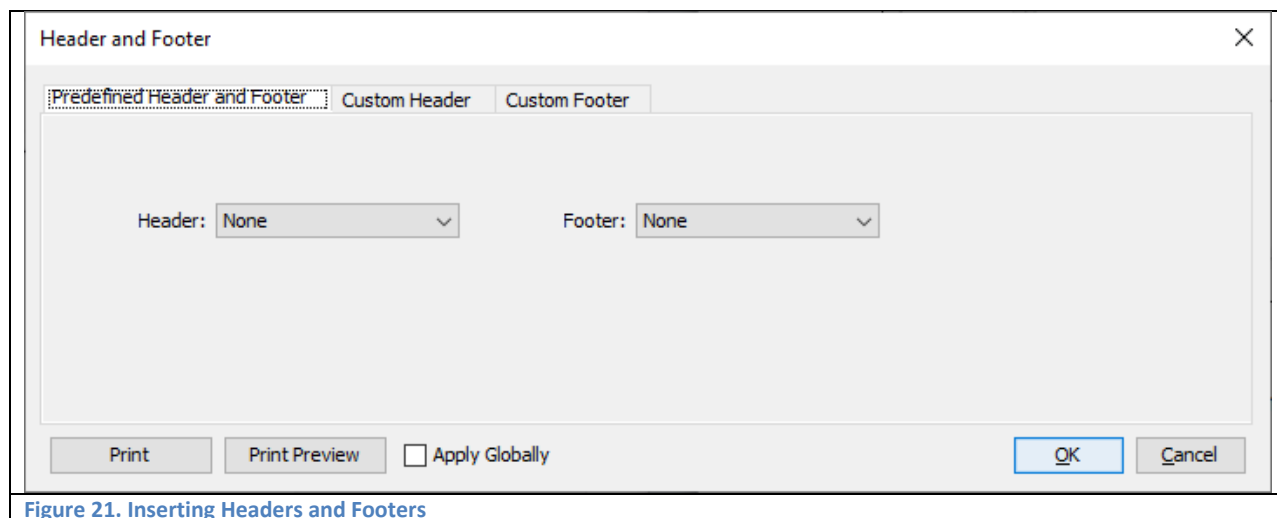 Header and Footer
Predefined Header and Footer Custom Header Custom Footer
Header: None Footer: None
Print Print Preview Apply Globally OK Cancel
Figure 21. Inserting Headers and Footers